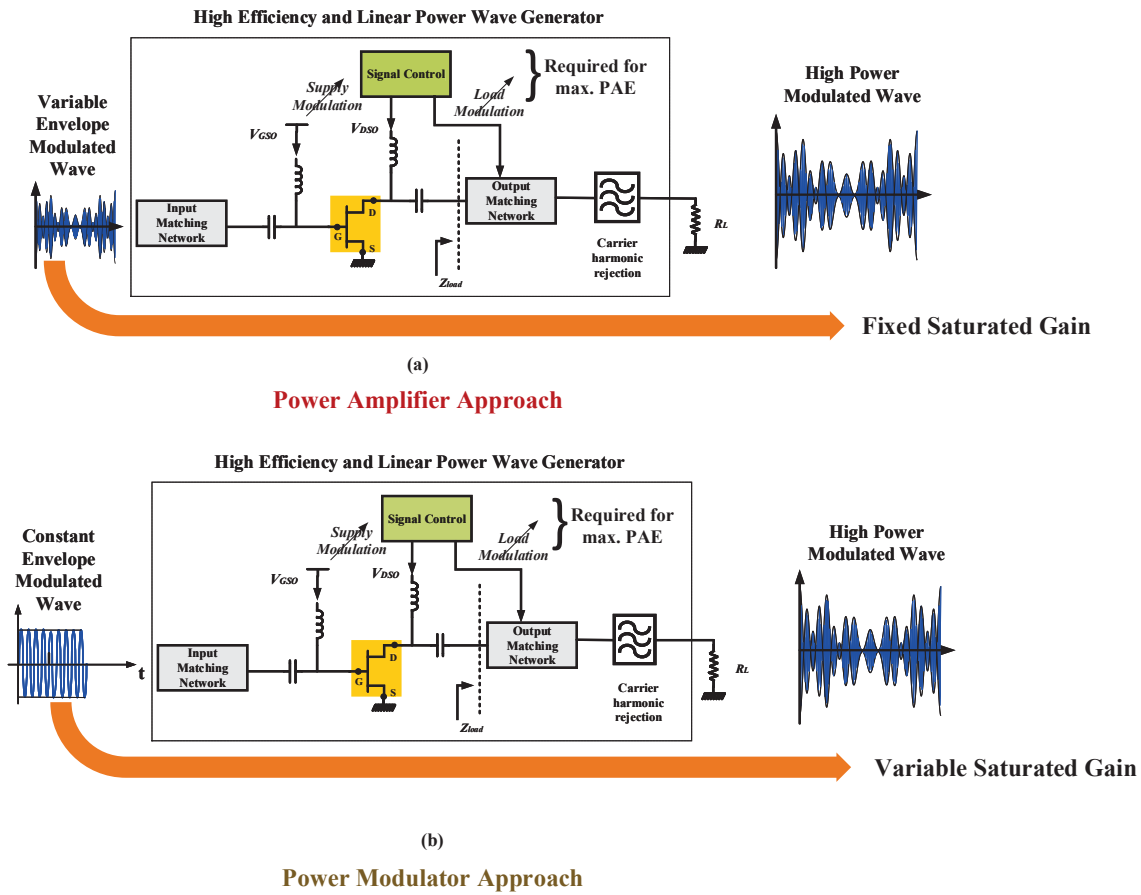 High Efficiency and Linear Power Wave Generator
Variable
Envelope
Modulated
Wave
Supply
Modulation
Signal Control
Load
Modulation
}
Required for
max. PAE
High Power
Modulated Wave
VGSO
VDSO
Input
Matching
Network
D
G
S
Zload
Output
Matching
Network
Carrier
harmonic
rejection
RL
Fixed Saturated Gain
(a)
Power Amplifier Approach
High Efficiency and Linear Power Wave Generator
Constant
Envelope
Modulated
Wave
t
Supply
Modulation
Signal Control
Load
Modulation
}
Required for
max. PAE
High Power
Modulated Wave
VGSO
VDSO
Input
Matching
Network
D
G
S
Zload
Output
Matching
Network
Carrier
harmonic
rejection
RL
Variable Saturated Gain
(b)
Power Modulator Approach